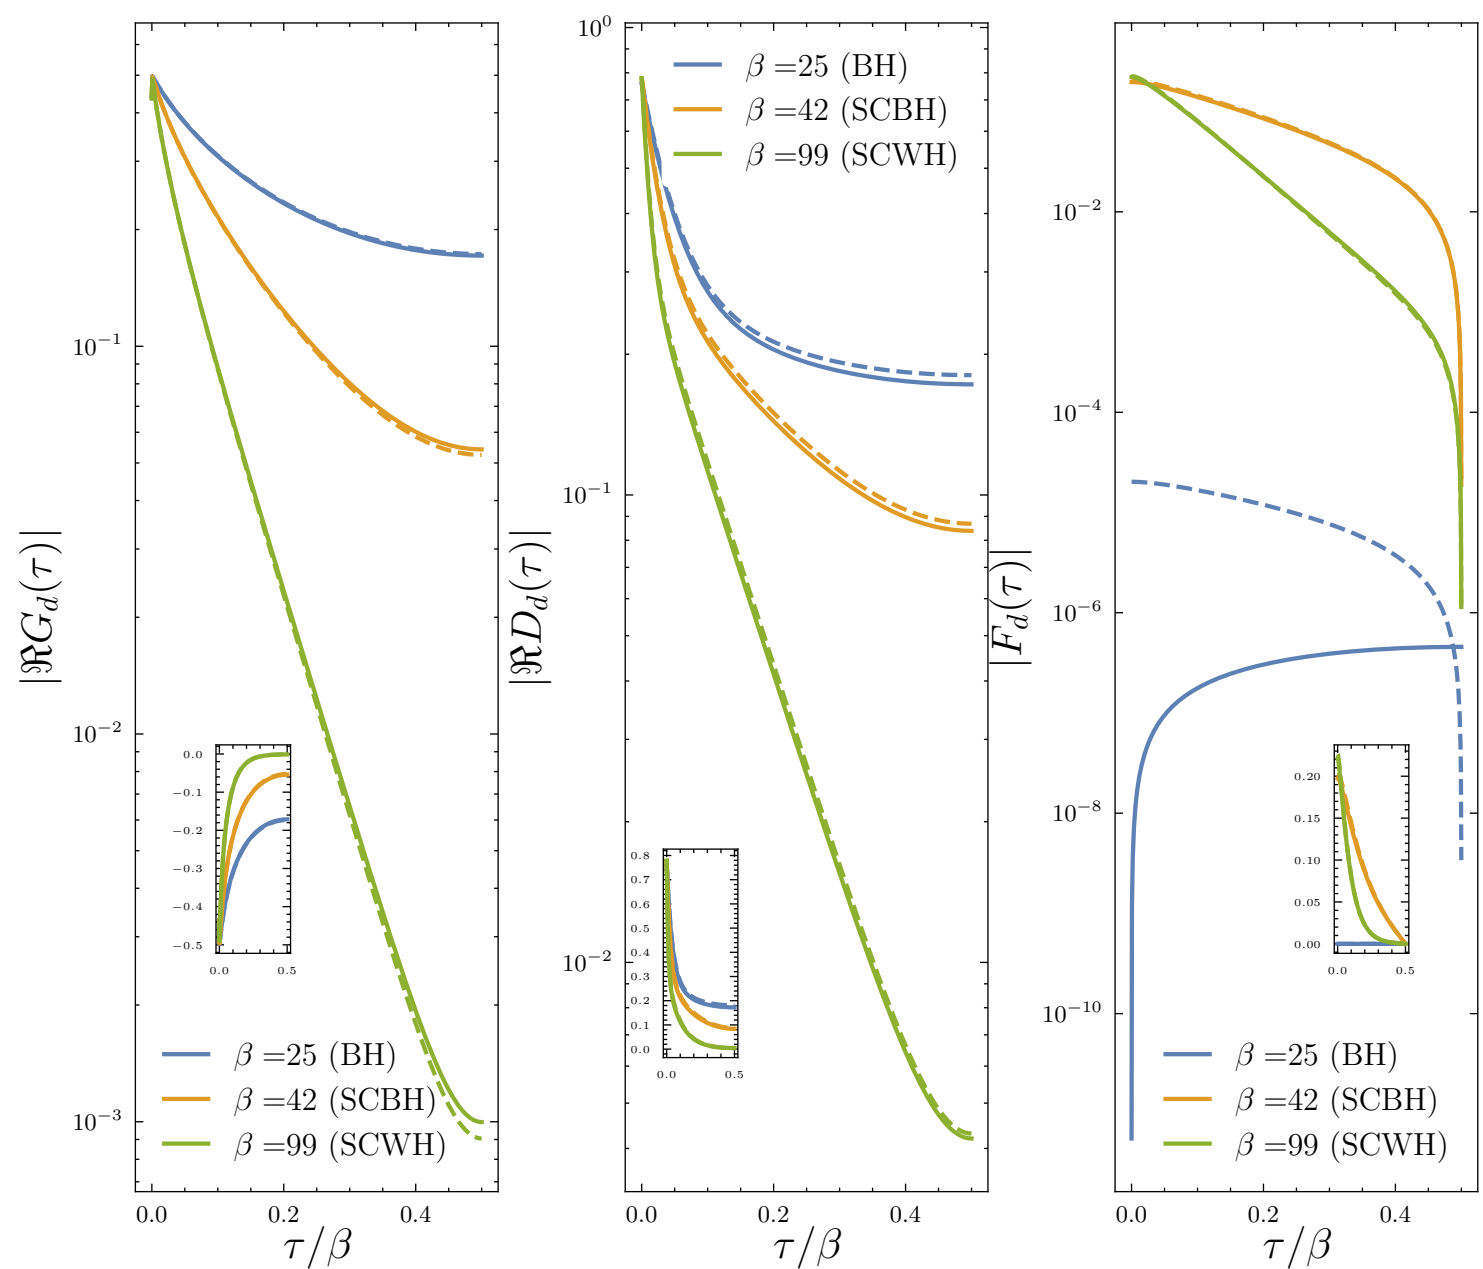 |ℜG_d(τ)|
10^{-1}
10^{-2}
10^{-3}
0.0
−0.1
−0.2
−0.3
−0.4
−0.5
0.0 0.5
β =25 (BH)
β =42 (SCBH)
β =99 (SCWH)
0.0 0.2 0.4
τ/β
|ℜD_d(τ)|
10^{0}
10^{-1}
10^{-2}
β =25 (BH)
β =42 (SCBH)
β =99 (SCWH)
0.8
0.7
0.6
0.5
0.4
0.3
0.2
0.1
0.0
0.0 0.5
0.0 0.2 0.4
τ/β
|F_d(τ)|
10^{-2}
10^{-4}
10^{-6}
10^{-8}
10^{-10}
0.20
0.15
0.10
0.05
0.00
0.0 0.5
β =25 (BH)
β =42 (SCBH)
β =99 (SCWH)
0.0 0.2 0.4
τ/β